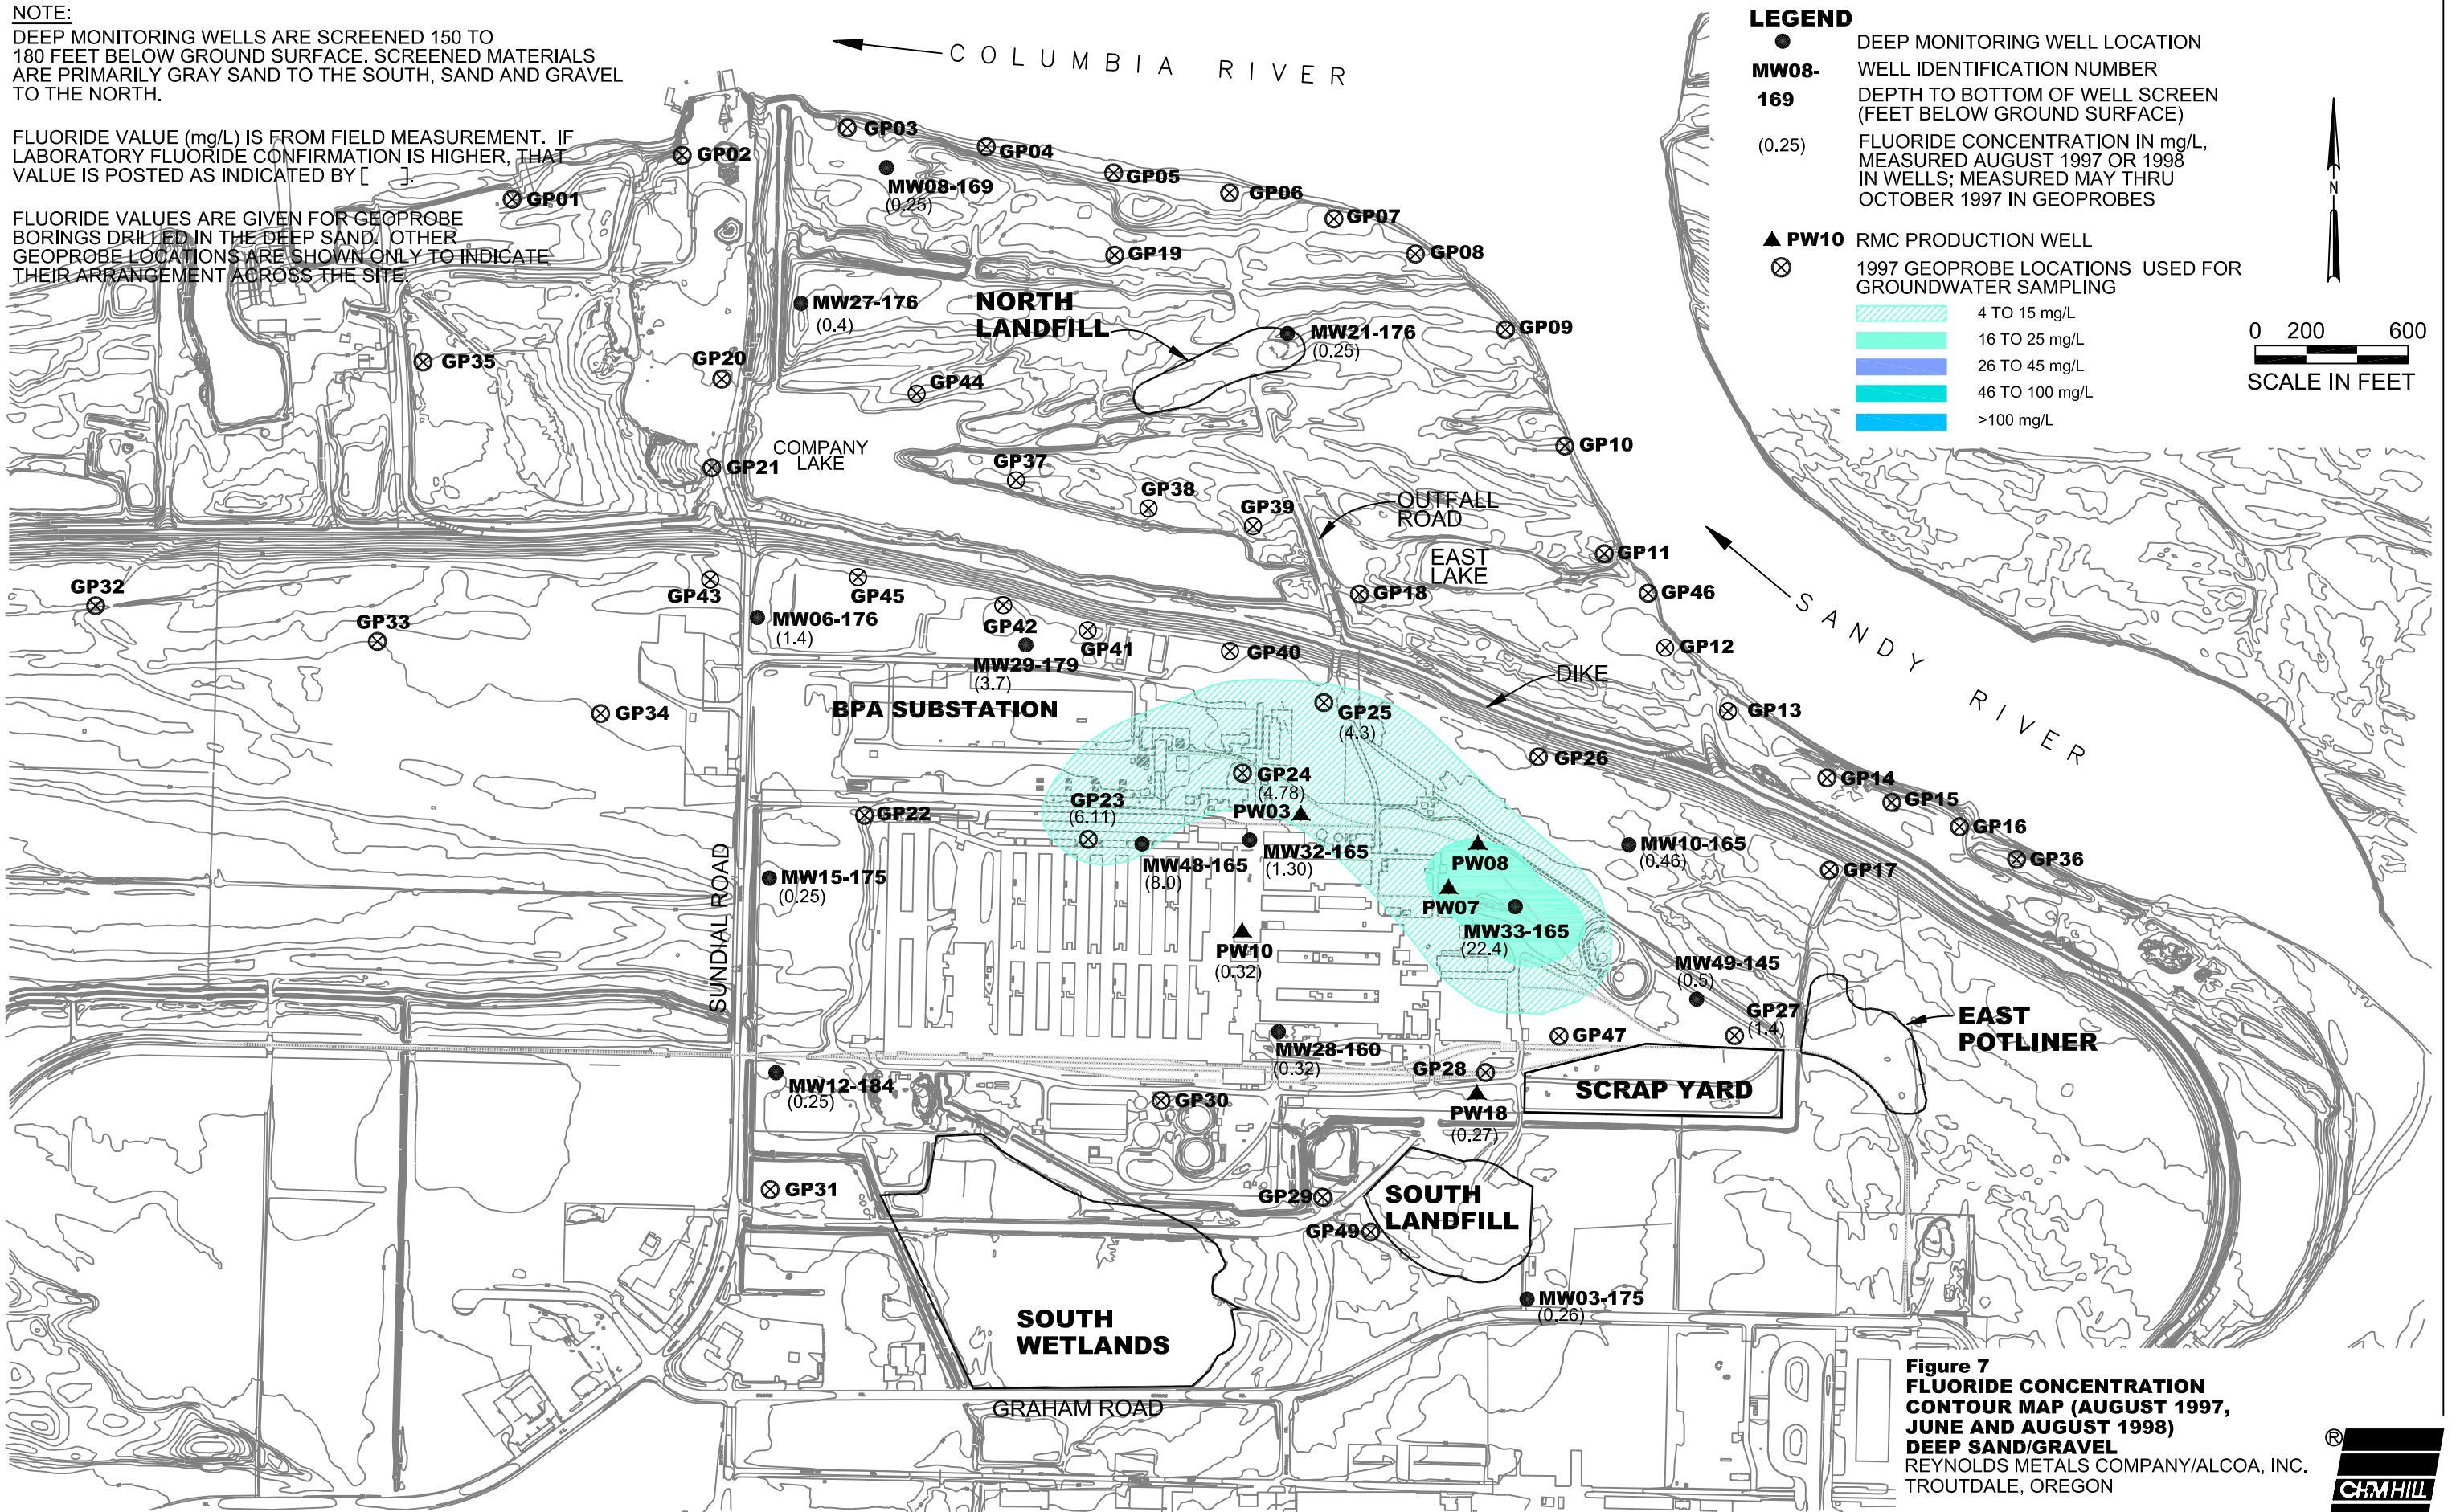 NOTE:
DEEP MONITORING WELLS ARE SCREENED 150 TO
180 FEET BELOW GROUND SURFACE. SCREENED MATERIALS
ARE PRIMARILY GRAY SAND TO THE SOUTH, SAND AND GRAVEL
TO THE NORTH.
FLUORIDE VALUE (mg/L) IS FROM FIELD MEASUREMENT. IF
LABORATORY FLUORIDE CONFIRMATION IS HIGHER, THAT
VALUE IS POSTED AS INDICATED BY [ ].
FLUORIDE VALUES ARE GIVEN FOR GEOPROBE
BORINGS DRILLED IN THE DEEP SAND. OTHER
GEOPROBE LOCATIONS ARE SHOWN ONLY TO INDICATE
THEIR ARRANGEMENT ACROSS THE SITE.
COLUMBIA RIVER
LEGEND
DEEP MONITORING WELL LOCATION
MW08- WELL IDENTIFICATION NUMBER
169 DEPTH TO BOTTOM OF WELL SCREEN
(FEET BELOW GROUND SURFACE)
(0.25) FLUORIDE CONCENTRATION IN mg/L,
MEASURED AUGUST 1997 OR 1998
IN WELLS; MEASURED MAY THRU
OCTOBER 1997 IN GEOPROBES
PW10 RMC PRODUCTION WELL
1997 GEOPROBE LOCATIONS USED FOR
GROUNDWATER SAMPLING
4 TO 15 mg/L
16 TO 25 mg/L
26 TO 45 mg/L
46 TO 100 mg/L
>100 mg/L
N
0 200 600
SCALE IN FEET
GP03
GP02
GP04
GP01
GP05
GP06
MW08-169
(0.25)
GP07
GP19
GP08
MW27-176
(0.4)
NORTH
LANDFILL
MW21-176
(0.25)
GP09
GP35
GP20
GP44
GP10
COMPANY
LAKE
GP21
GP37
GP38
GP39
OUTFALL
ROAD
EAST
LAKE
GP11
GP18
GP46
SANDY RIVER
GP32
GP33
GP43
GP45
MW06-176
(1.4)
GP42
GP41
MW29-179
(3.7)
GP40
GP12
DIKE
GP34
BPA SUBSTATION
GP25
(4.3)
GP13
GP26
GP24
(4.78)
GP14
GP23
(6.11)
PW03
GP15
GP22
GP16
MW48-165
(8.0)
MW32-165
(1.30)
PW08
MW10-165
(0.46)
GP36
GP17
SUNDIAL ROAD
MW15-175
(0.25)
PW07
MW33-165
(22.4)
PW10
(0.32)
MW49-145
(0.5)
GP27
(1.4)
EAST
POTLINER
GP47
MW28-160
(0.32)
GP28
MW12-184
(0.25)
GP30
SCRAP YARD
PW18
(0.27)
GP31
GP29
SOUTH
LANDFILL
GP49
MW03-175
(0.26)
SOUTH
WETLANDS
GRAHAM ROAD
Figure 7
FLUORIDE CONCENTRATION
CONTOUR MAP (AUGUST 1997,
JUNE AND AUGUST 1998)
DEEP SAND/GRAVEL
REYNOLDS METALS COMPANY/ALCOA, INC.
TROUTDALE, OREGON
®
CH2MHILL